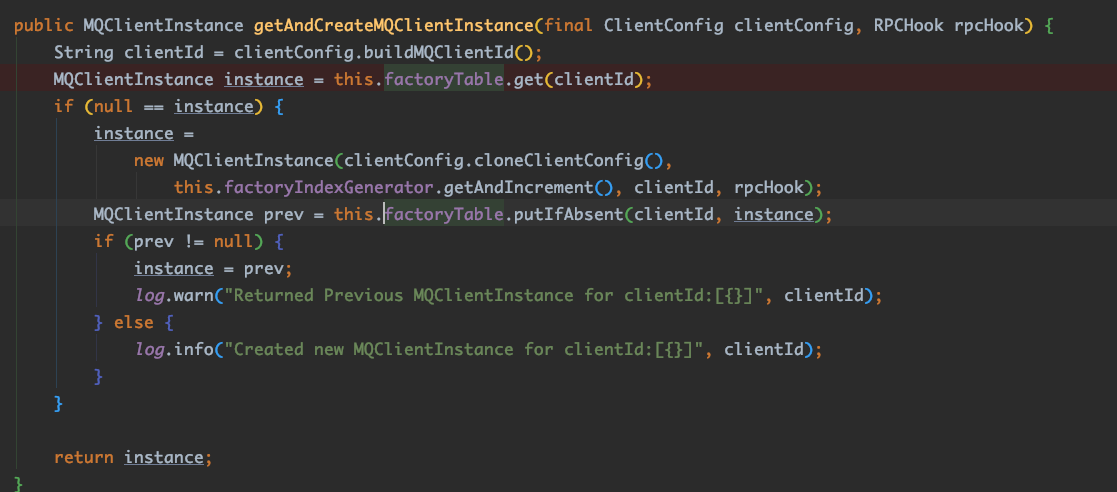 public MQClientInstance getAndCreateMQClientInstance(final ClientConfig clientConfig, RPCHook rpcHook) {
String clientId = clientConfig.buildMQClientId();
MQClientInstance instance = this.factoryTable.get(clientId);
if (null == instance) {
instance =
new MQClientInstance(clientConfig.cloneClientConfig(),
this.factoryIndexGenerator.getAndIncrement(), clientId, rpcHook);
MQClientInstance prev = this.factoryTable.putIfAbsent(clientId, instance);
if (prev != null) {
instance = prev;
log.warn("Returned Previous MQClientInstance for clientId:[{}]", clientId);
} else {
log.info("Created new MQClientInstance for clientId:[{}]", clientId);
}
}
return instance;
}